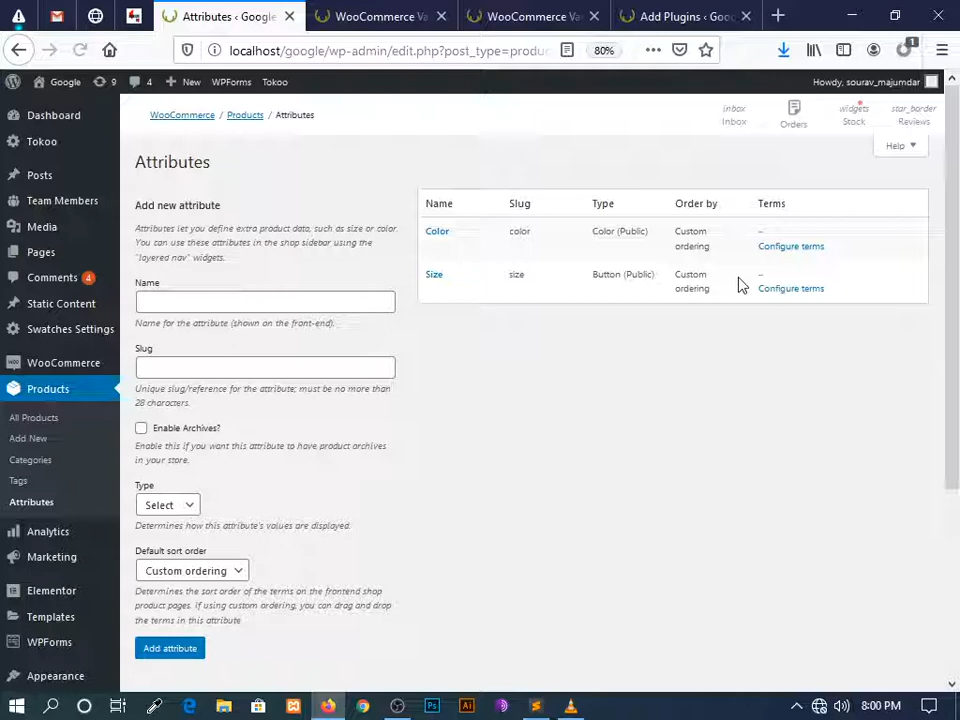 Attributes ‹ Google
WooCommerce Va
WooCommerce Va
Add Plugins ‹ Goo
localhost/google/wp-admin/edit.php?post_type=produc
80%
1
Google
9
4
New
WPForms
Tokoo
Howdy, sourav_majumdar
Dashboard
Tokoo
Posts
Team Members
Media
Pages
Comments 4
Static Content
Swatches Settings
WooCommerce
Products
All Products
Add New
Categories
Tags
Attributes
Analytics
Marketing
Elementor
Templates
WPForms
Appearance
WooCommerce / Products / Attributes
inbox
Inbox
Orders
widgets
Stock
star_border
Reviews
Help
Attributes
Add new attribute
Attributes let you define extra product data, such as size or color.
You can use these attributes in the shop sidebar using the
"layered nav" widgets.
Name
Name for the attribute (shown on the front-end).
Slug
Unique slug/reference for the attribute; must be no more than
28 characters.
Enable Archives?
Enable this if you want this attribute to have product archives
in your store.
Type
Select
Determines how this attribute's values are displayed.
Default sort order
Custom ordering
Determines the sort order of the terms on the frontend shop
product pages. If using custom ordering, you can drag and drop
the terms in this attribute
Add attribute
Name Slug Type Order by Terms
Color color Color (Public) Custom ordering –
Configure terms
Size size Button (Public) Custom ordering –
Configure terms
8:00 PM